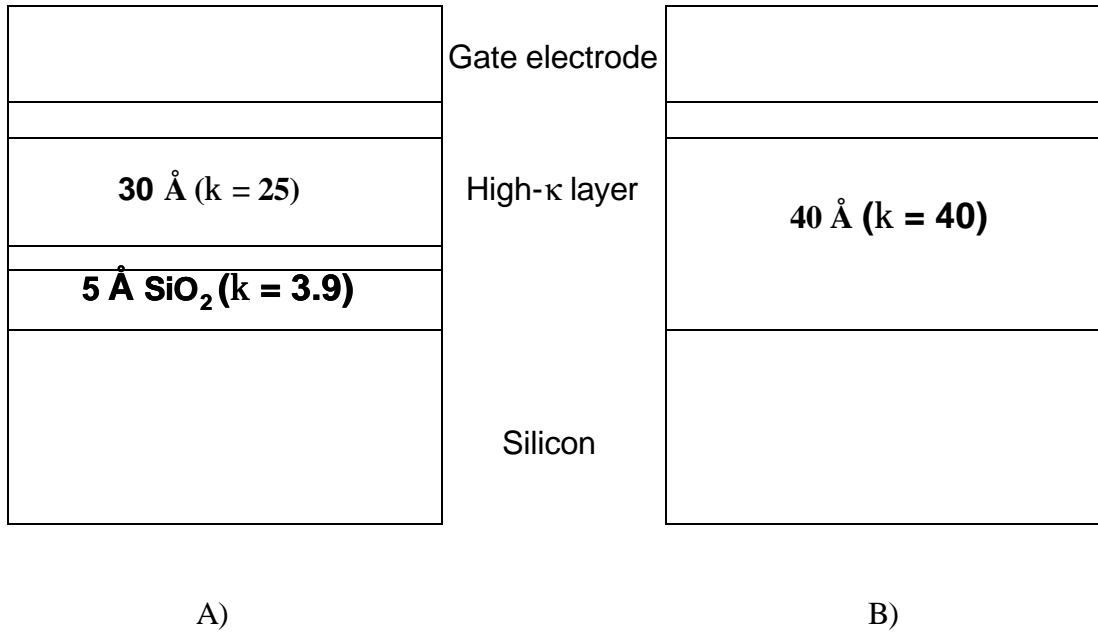 Gate electrode
30 Å (k = 25)
High-κ layer
40 Å (k = 40)
5 Å SiO₂ (k = 3.9)
Silicon
A)
B)